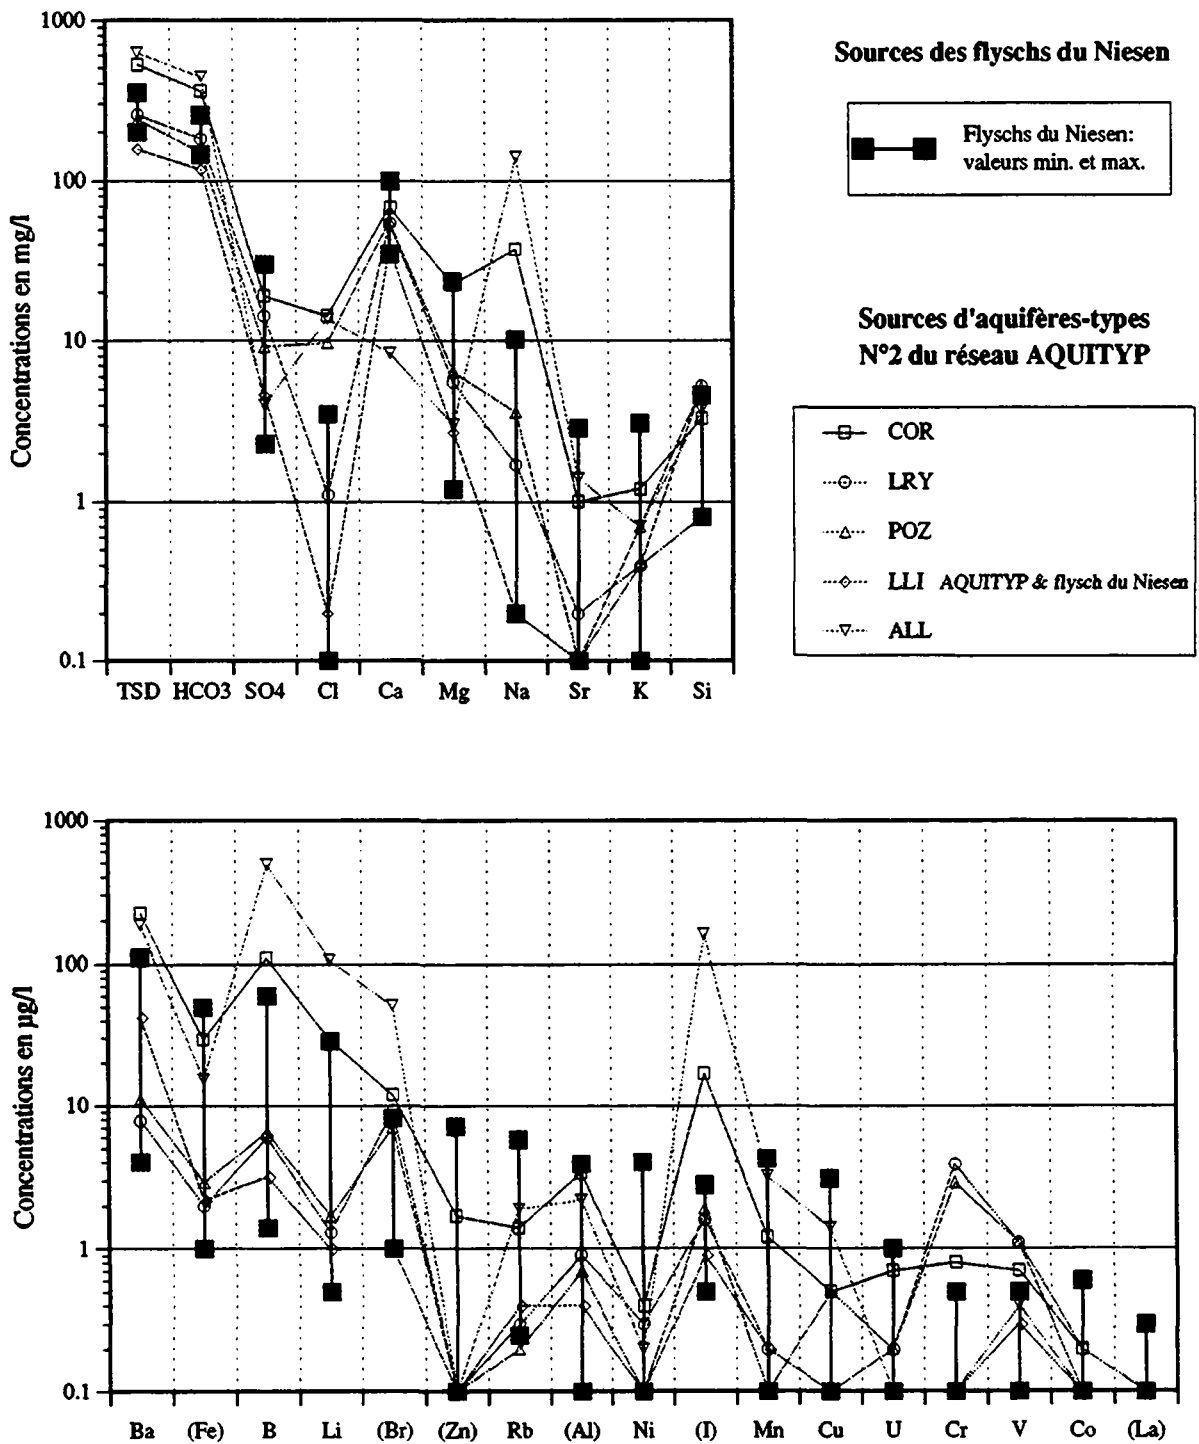 Sources des flyschs du Niesen
Flyschs du Niesen:
valeurs min. et max.
Sources d'aquifères-types
N°2 du réseau AQUITYP
COR
LRY
POZ
LLI AQUITYP & flysch du Niesen
ALL
Concentrations en mg/l
1000
100
10
1
0.1
TSD HCO3 SO4 Cl Ca Mg Na Sr K Si
Concentrations en µg/l
1000
100
10
1
0.1
Ba (Fe) B Li (Br) (Zn) Rb (Al) Ni (I) Mn Cu U Cr V Co (La)